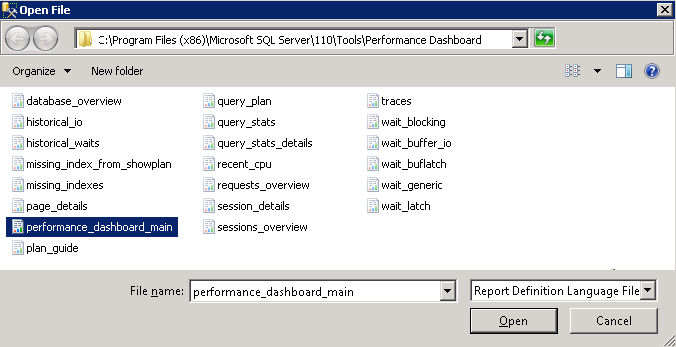 Open File
C:\Program Files (x86)\Microsoft SQL Server\110\Tools\Performance Dashboard
Organize New folder
database_overview query_plan traces
historical_io query_stats wait_blocking
historical_waits query_stats_details wait_buffer_io
missing_index_from_showplan recent_cpu wait_buflatch
missing_indexes requests_overview wait_generic
page_details session_details wait_latch
performance_dashboard_main sessions_overview
plan_guide
File name: performance_dashboard_main Report Definition Language File
Open Cancel